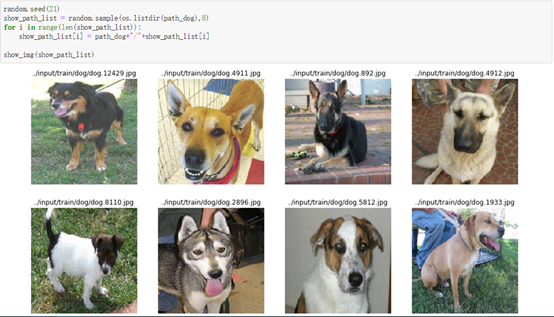 random.seed(21)
show_path_list = random.sample(os.listdir(path_dog),8)
for i in range(len(show_path_list)):
    show_path_list[i] = path_dog+"/"+show_path_list[i]
show_img(show_path_list)
../input/train/dog/dog.12429.jpg
../input/train/dog/dog.4911.jpg
../input/train/dog/dog.892.jpg
../input/train/dog/dog.4912.jpg
../input/train/dog/dog.8110.jpg
../input/train/dog/dog.2896.jpg
../input/train/dog/dog.5812.jpg
../input/train/dog/dog.1933.jpg